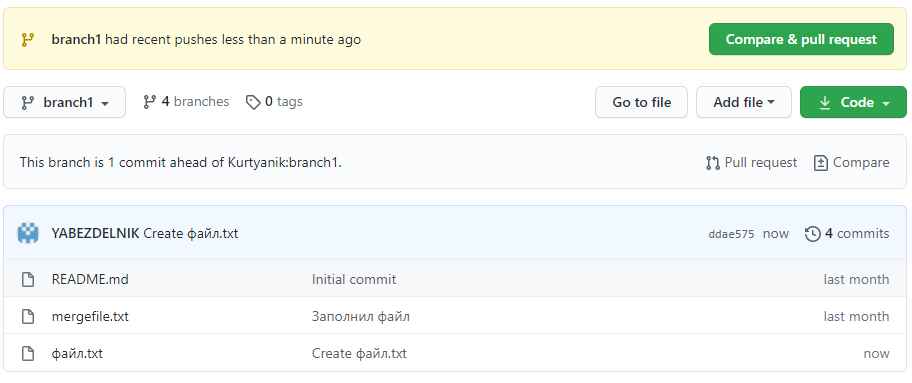 branch1 had recent pushes less than a minute ago Compare & pull request
branch1 4 branches 0 tags Go to file Add file Code
This branch is 1 commit ahead of Kurtyanik:branch1. Pull request Compare
YABEZDELNIK Create файл.txt ddae575 now 4 commits
README.md Initial commit last month
mergefile.txt Заполнил файл last month
файл.txt Create файл.txt now